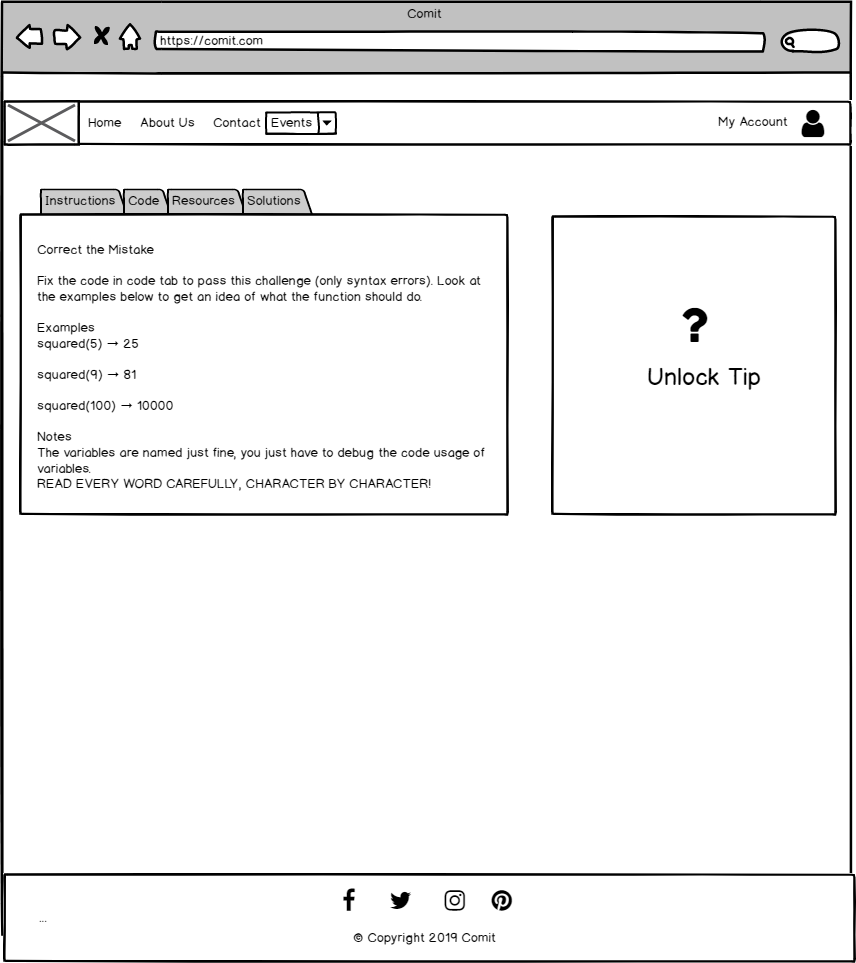 Comit
https://comit.com
Home About Us Contact Events My Account
Instructions Code Resources Solutions
Correct the Mistake
Fix the code in code tab to pass this challenge (only syntax errors). Look at
the examples below to get an idea of what the function should do.
Examples
squared(5) → 25
squared(9) → 81
squared(100) → 10000
Notes
The variables are named just fine, you just have to debug the code usage of
variables.
READ EVERY WORD CAREFULLY, CHARACTER BY CHARACTER!
?
Unlock Tip
...
© Copyright 2019 Comit